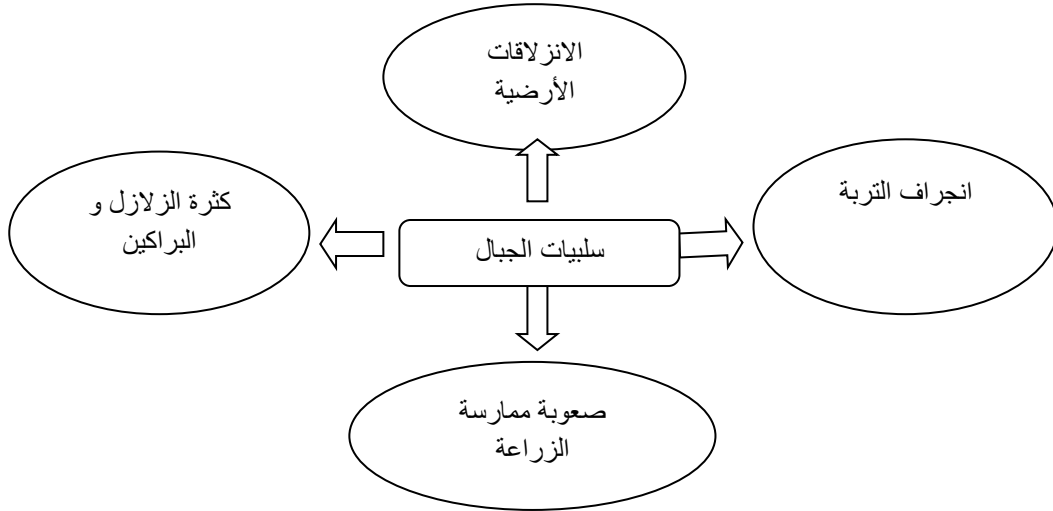 الانزلاقات
الأرضية
انجراف التربة
كثرة الزلازل و
البراكين
سلبيات الجبال
صعوبة ممارسة
الزراعة